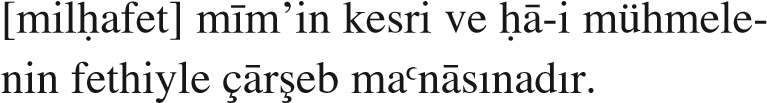 [milḥafet] mīm’in kesri ve ḥā-i mühmele-
nin fethiyle çārşeb maʿnāsınadır.